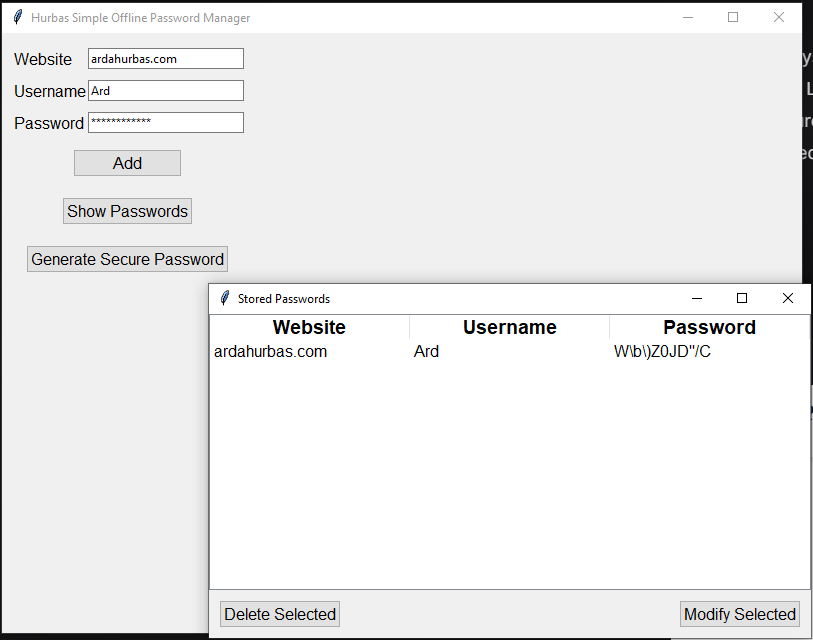 Hurbas Simple Offline Password Manager
Website ardahurbas.com
Username Ard
Password ************
Add
Show Passwords
Generate Secure Password
Stored Passwords
Website Username Password
ardahurbas.com Ard W\b\)Z0JD"/C
Delete Selected Modify Selected